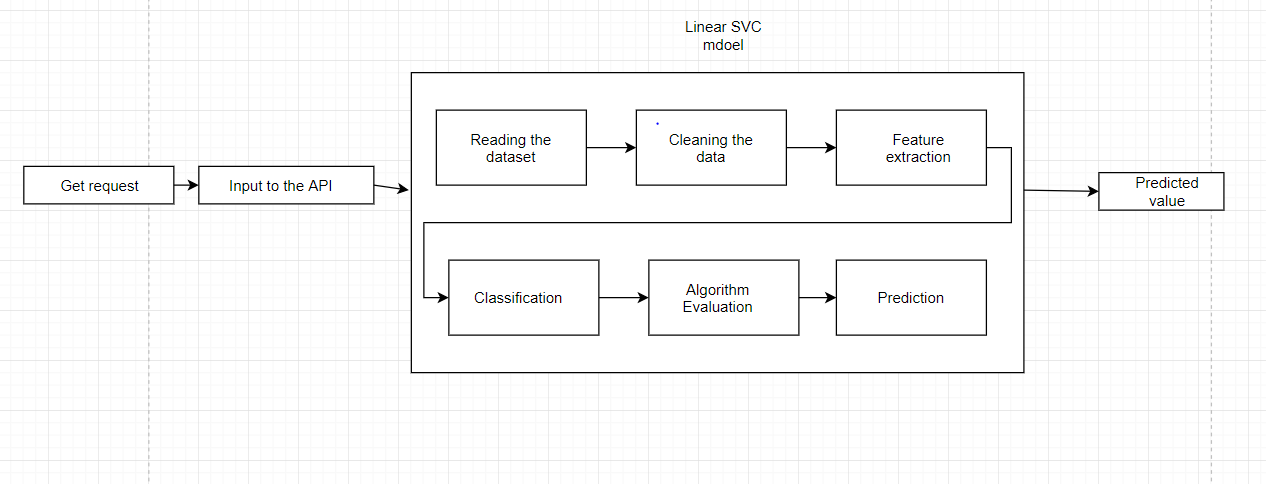 Linear SVC
mdoel
Get request
Input to the API
Reading the
dataset
Cleaning the
data
Feature
extraction
Classification
Algorithm
Evaluation
Prediction
Predicted
value